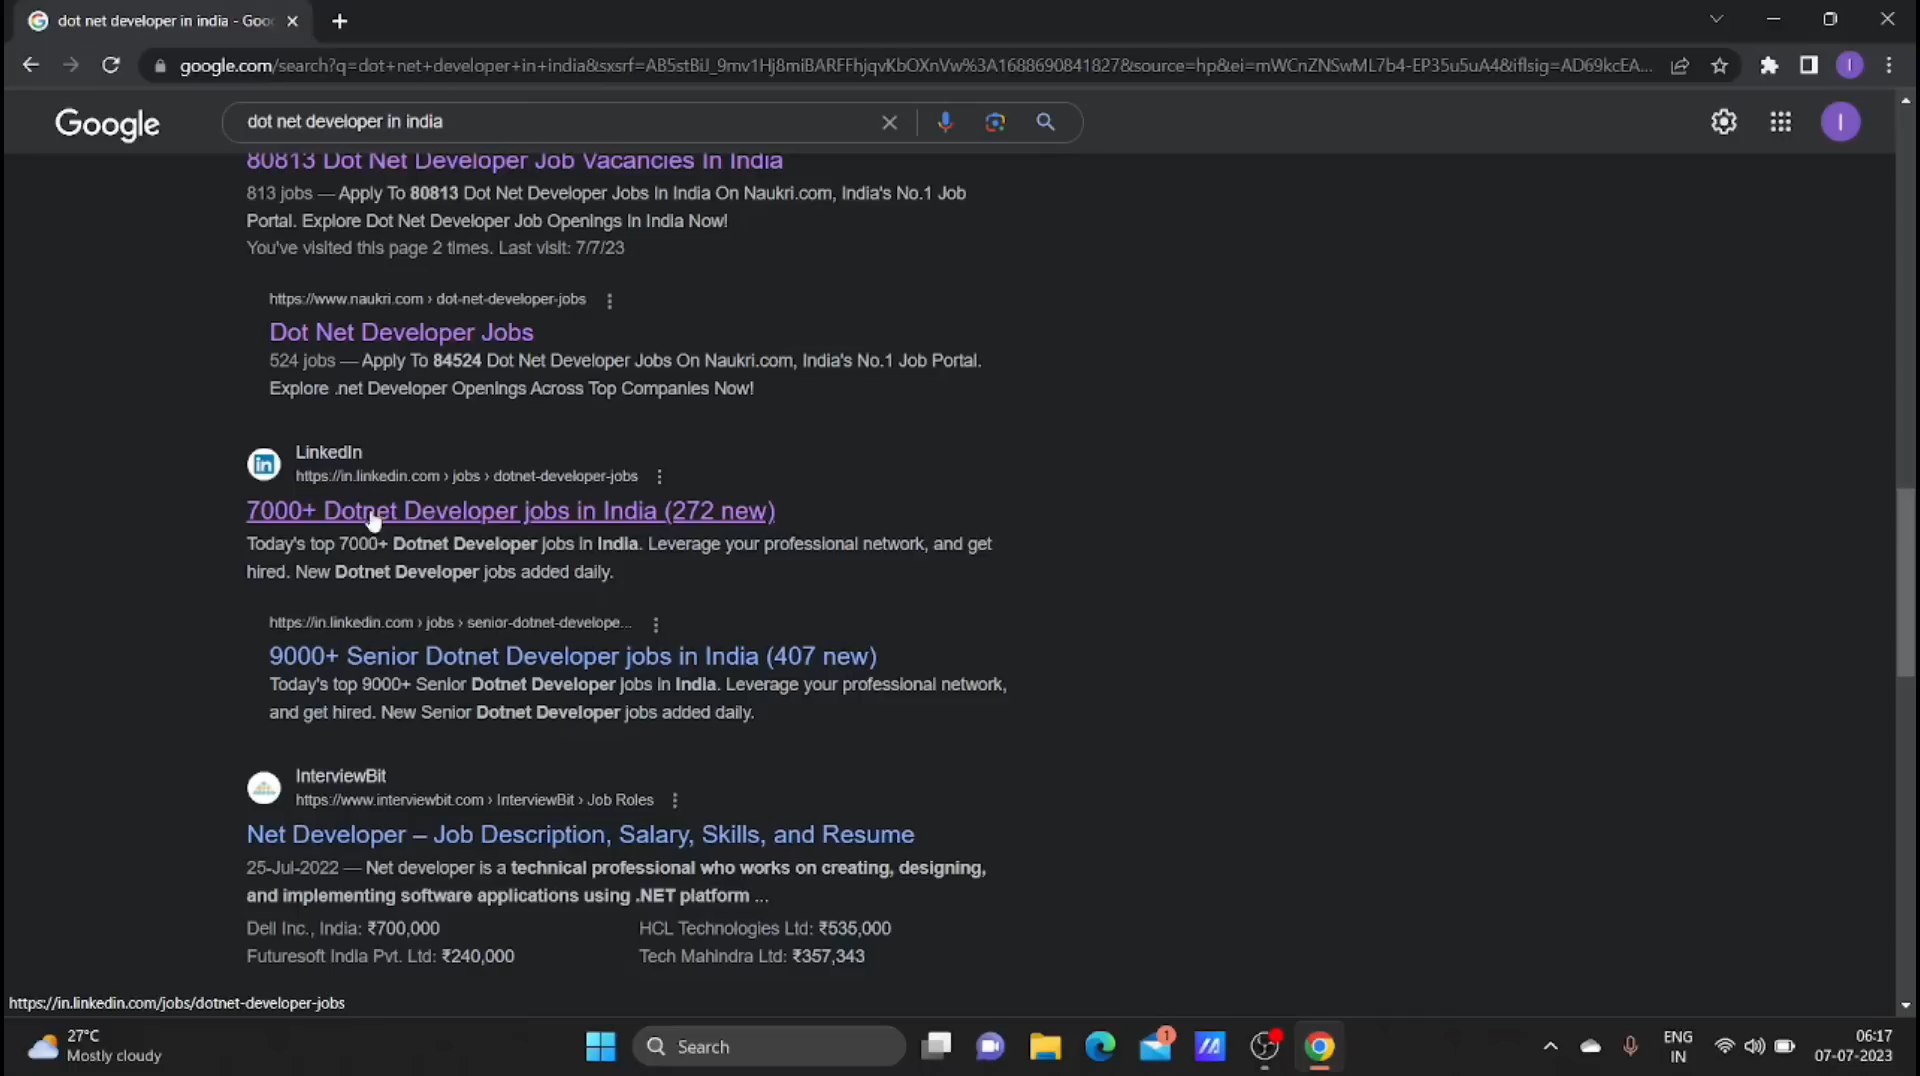 dot net developer in india - Goo
google.com/search?q=dot+net+developer+in+india&sxsrf=AB5stBiJ_9mv1Hj8miBARFFhjqvKbOXnVw%3A1688690841827&source=hp&ei=mWCnZNSwML7b4-EP35u5uA4&iflsig=AD69kcEA...
I
Google
dot net developer in india
I
80813 Dot Net Developer Job Vacancies In India
813 jobs — Apply To 80813 Dot Net Developer Jobs In India On Naukri.com, India's No.1 Job
Portal. Explore Dot Net Developer Job Openings In India Now!
You've visited this page 2 times. Last visit: 7/7/23
https://www.naukri.com › dot-net-developer-jobs
Dot Net Developer Jobs
524 jobs — Apply To 84524 Dot Net Developer Jobs On Naukri.com, India's No.1 Job Portal.
Explore .net Developer Openings Across Top Companies Now!
in
LinkedIn
https://in.linkedin.com › jobs › dotnet-developer-jobs
7000+ Dotnet Developer jobs in India (272 new)
Today's top 7000+ Dotnet Developer jobs in India. Leverage your professional network, and get
hired. New Dotnet Developer jobs added daily.
https://in.linkedin.com › jobs › senior-dotnet-develope...
9000+ Senior Dotnet Developer jobs in India (407 new)
Today's top 9000+ Senior Dotnet Developer jobs in India. Leverage your professional network,
and get hired. New Senior Dotnet Developer jobs added daily.
InterviewBit
https://www.interviewbit.com › InterviewBit › Job Roles
Net Developer – Job Description, Salary, Skills, and Resume
25-Jul-2022 — Net developer is a technical professional who works on creating, designing,
and implementing software applications using .NET platform ...
Dell Inc., India: ₹700,000 HCL Technologies Ltd: ₹535,000
Futuresoft India Pvt. Ltd: ₹240,000 Tech Mahindra Ltd: ₹357,343
https://in.linkedin.com/jobs/dotnet-developer-jobs
27°C
Mostly cloudy
Search
1
ENG
IN
06:17
07-07-2023